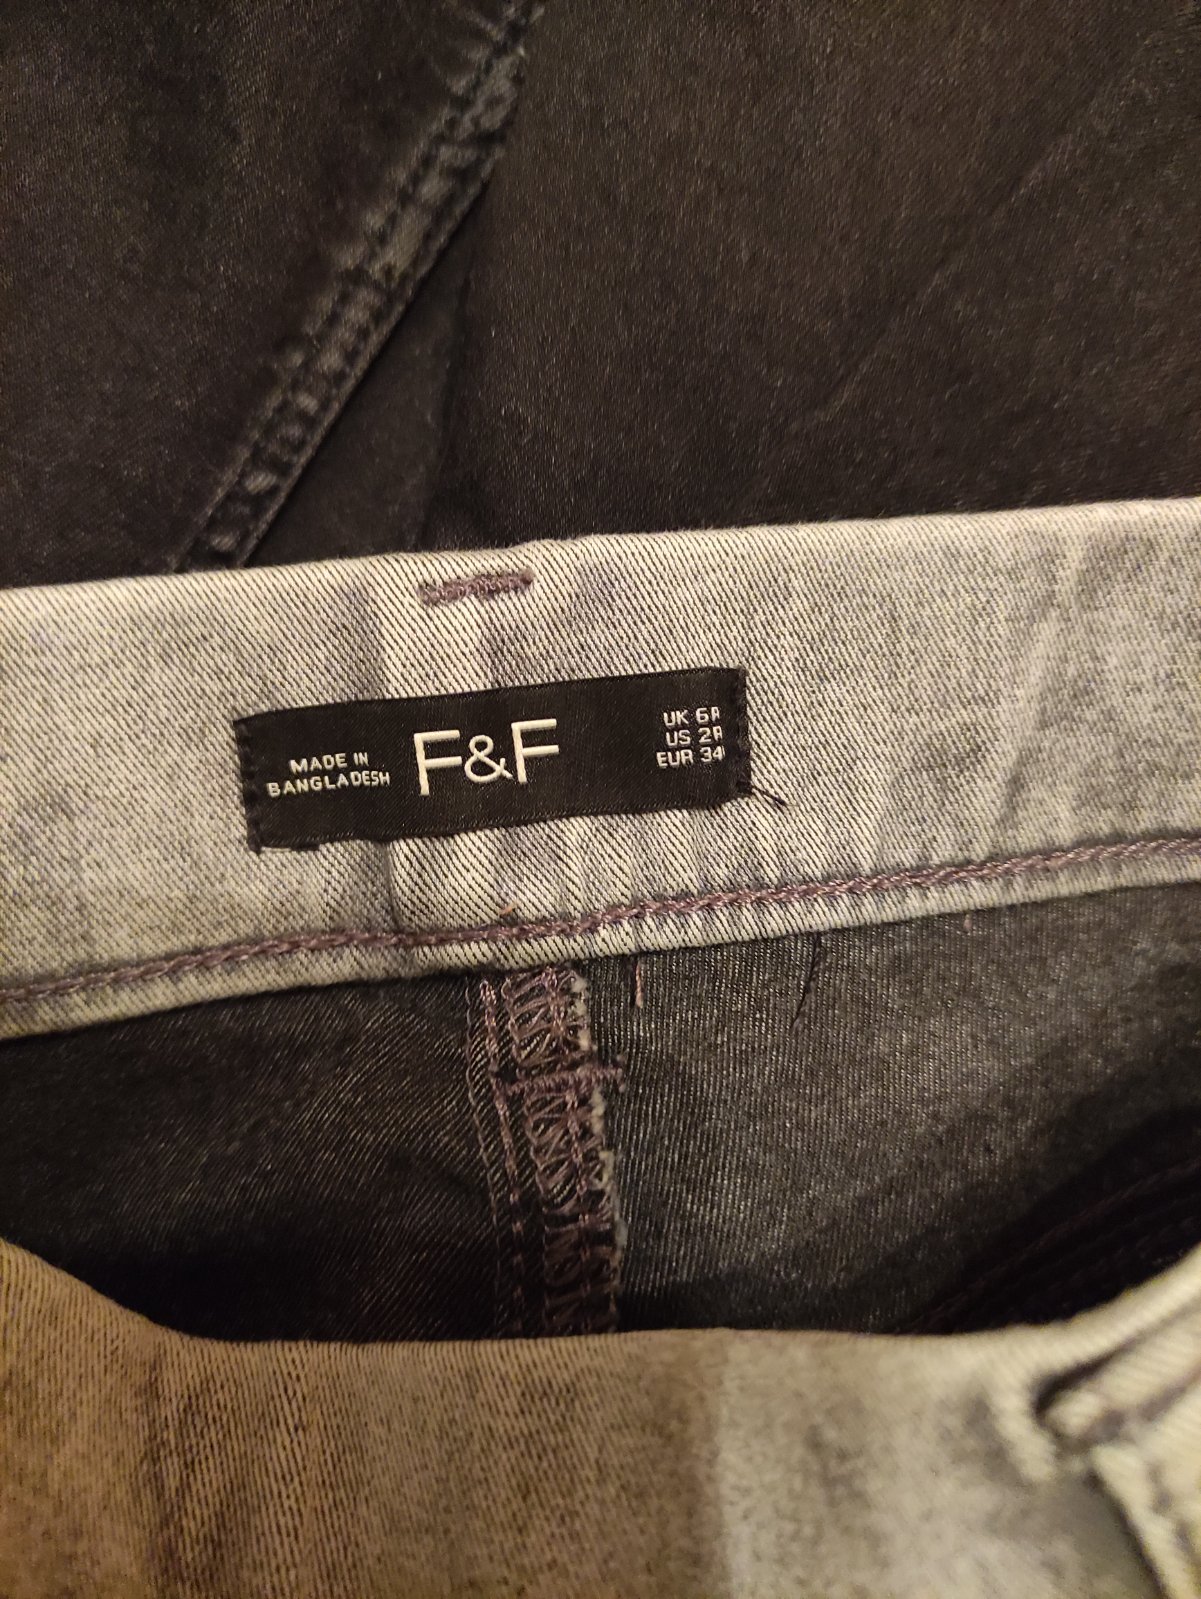 MADE IN
BANGLADESH
F&F
UK 6R
US 2R
EUR 34